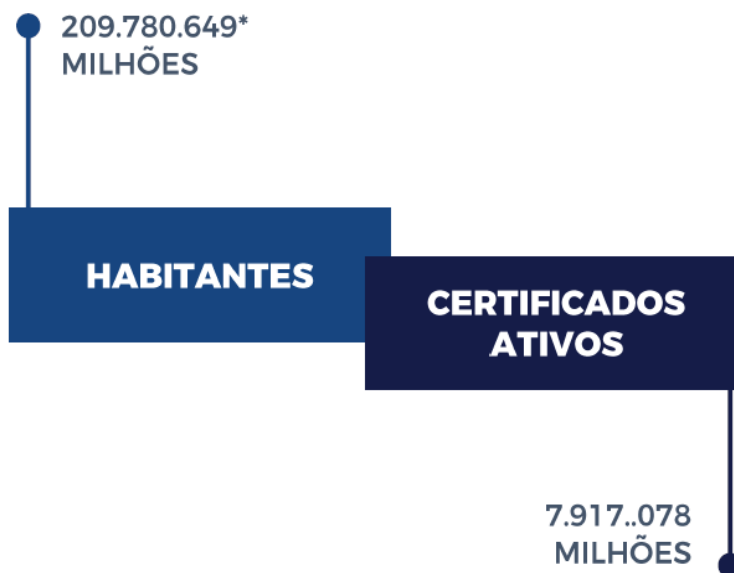 209.780.649*
MILHÕES
HABITANTES
CERTIFICADOS
ATIVOS
7.917..078
MILHÕES